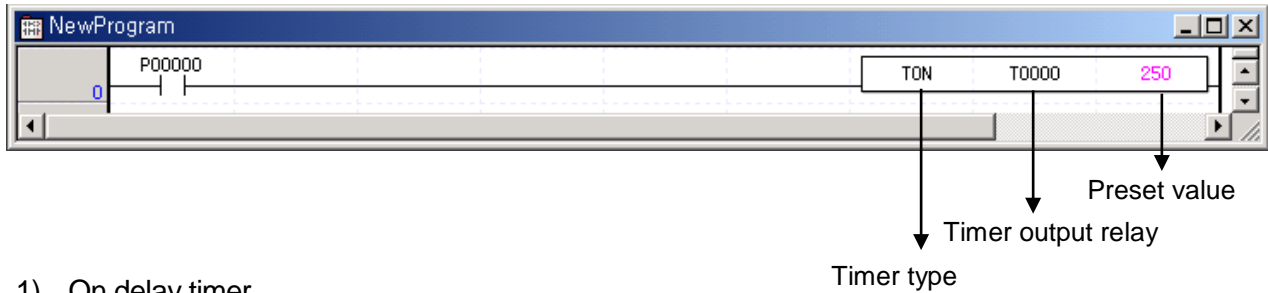 NewProgram
P00000
0
TON T0000 250
Preset value
Timer output relay
Timer type
1) On delay timer